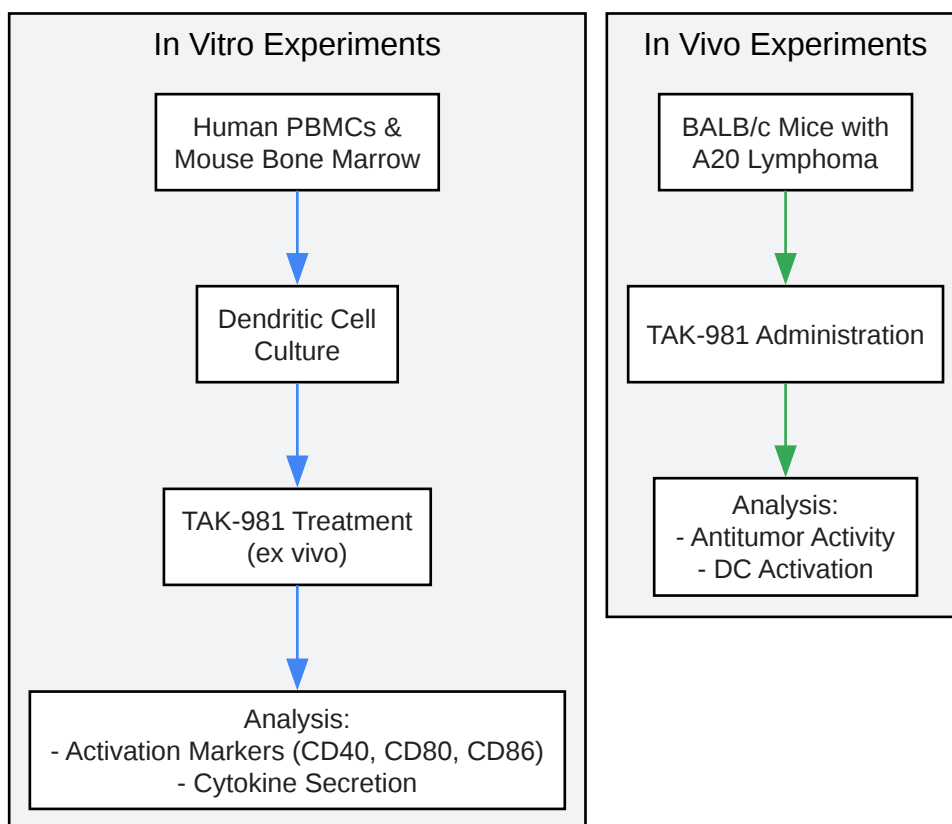 In Vitro Experiments
Human PBMCs &
Mouse Bone Marrow
Dendritic Cell
Culture
TAK-981 Treatment
(ex vivo)
Analysis:
- Activation Markers (CD40, CD80, CD86)
- Cytokine Secretion
In Vivo Experiments
BALB/c Mice with
A20 Lymphoma
TAK-981 Administration
Analysis:
- Antitumor Activity
- DC Activation